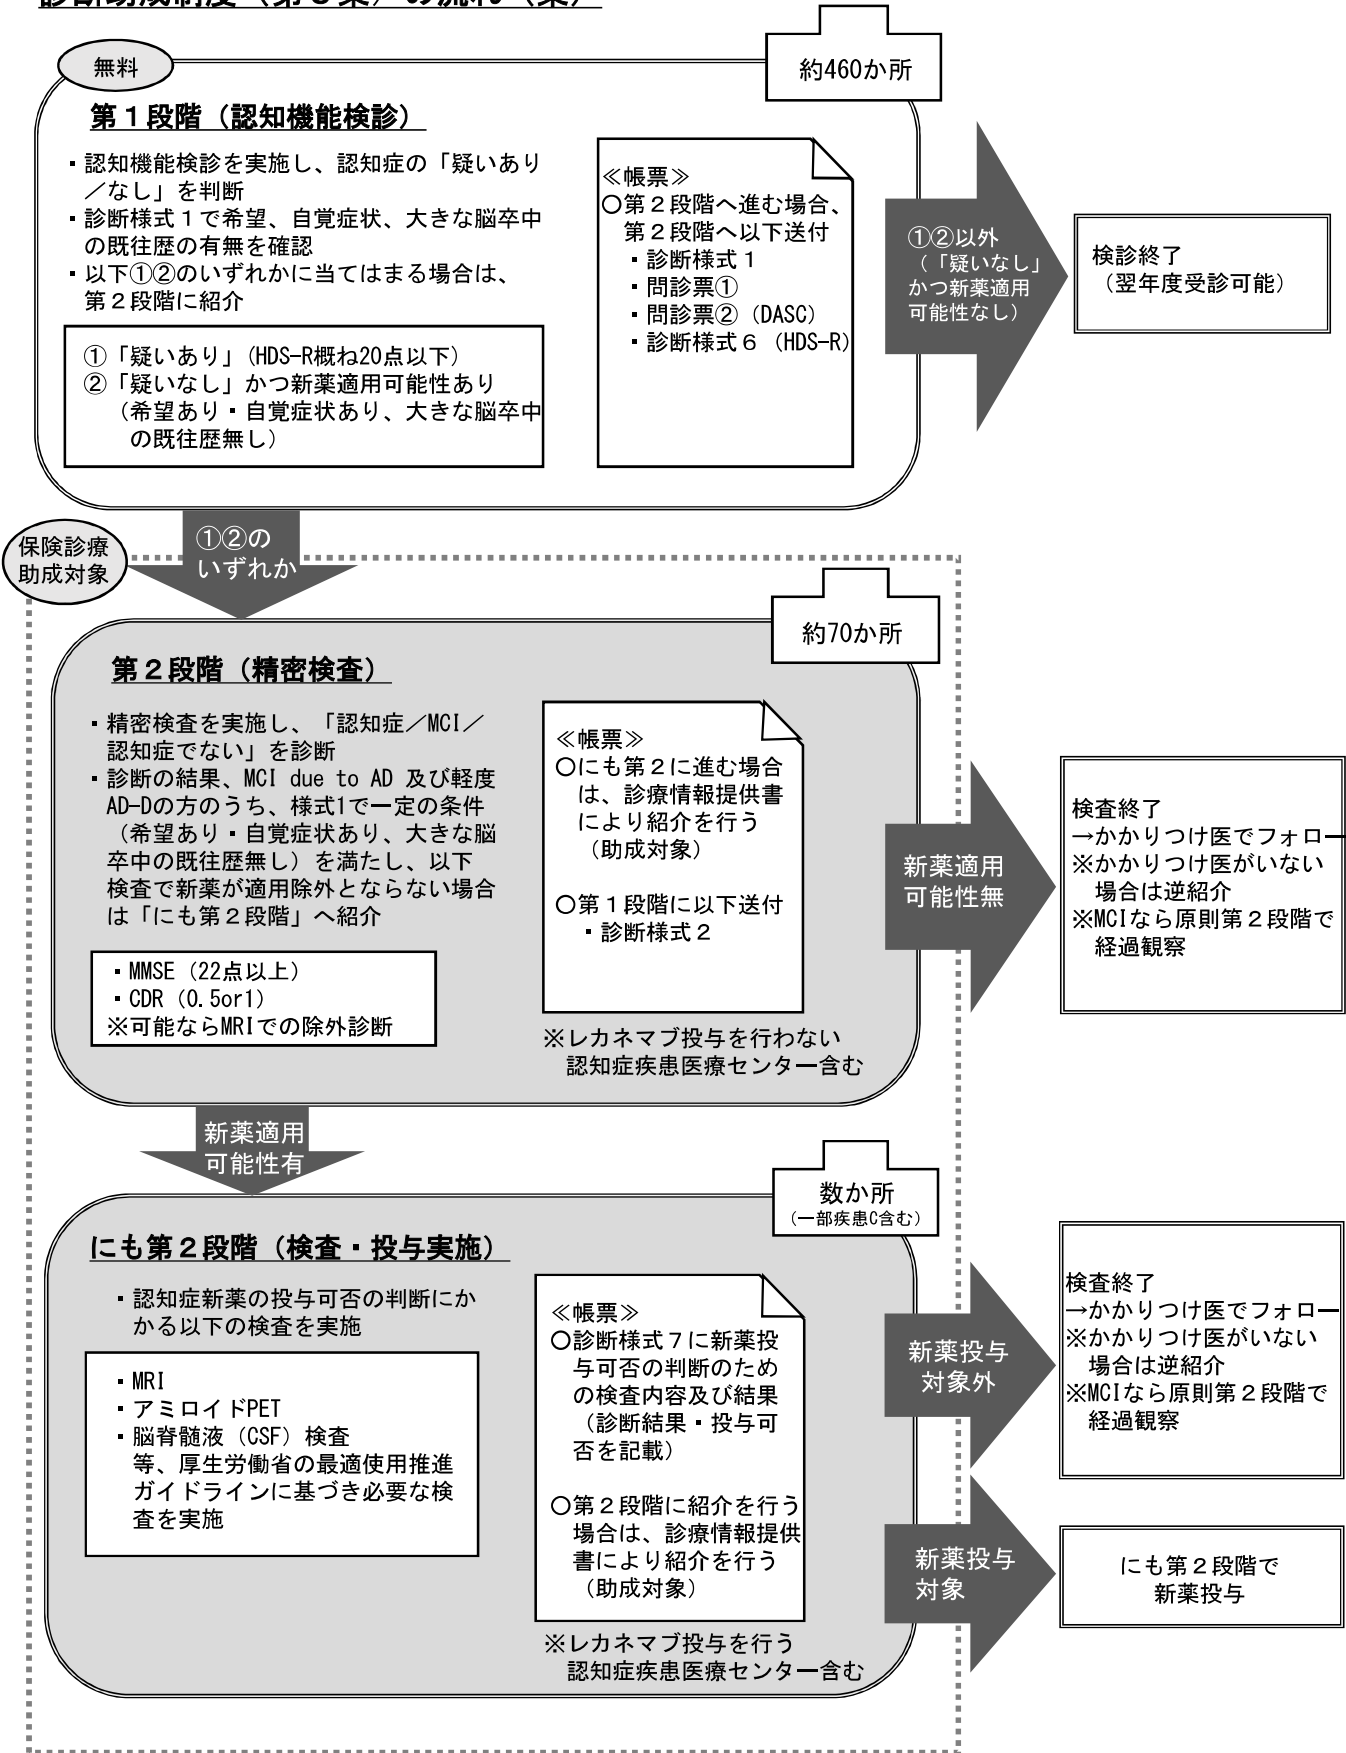 診断助成制度（第３案）の流れ（案）
無料
約460か所
第１段階（認知機能検診）
・認知機能検診を実施し、認知症の「疑いあり
／なし」を判断
・診断様式１で希望、自覚症状、大きな脳卒中
の既往歴の有無を確認
・以下①②のいずれかに当てはまる場合は、
第２段階に紹介
①「疑いあり」（HDS-R概ね20点以下）
②「疑いなし」かつ新薬適用可能性あり
（希望あり・自覚症状あり、大きな脳卒中
の既往歴無し）
≪帳票≫
〇第２段階へ進む場合、
第２段階へ以下送付
・診断様式１
・問診票①
・問診票②（DASC）
・診断様式６（HDS-R）
①②以外
（「疑いなし」
かつ新薬適用
可能性なし）
検診終了
（翌年度受診可能）
保険診療
助成対象
①②の
いずれか
約70か所
第２段階（精密検査）
・精密検査を実施し、「認知症／MCI／
認知症でない」を診断
・診断の結果、MCI due to AD 及び軽度
AD-Dの方のうち、様式1で一定の条件
（希望あり・自覚症状あり、大きな脳
卒中の既往歴無し）を満たし、以下
検査で新薬が適用除外とならない場合
は「にも第２段階」へ紹介
・MMSE（22点以上）
・CDR（0.5or1）
※可能ならMRIでの除外診断
≪帳票≫
〇にも第２に進む場合
は、診療情報提供書
により紹介を行う
（助成対象）
〇第１段階に以下送付
・診断様式２
※レカネマブ投与を行わない
認知症疾患医療センター含む
新薬適用
可能性無
検査終了
→かかりつけ医でフォロー
※かかりつけ医がいない
場合は逆紹介
※MCIなら原則第２段階で
経過観察
新薬適用
可能性有
数か所
（一部疾患C含む）
にも第２段階（検査・投与実施）
・認知症新薬の投与可否の判断にか
かる以下の検査を実施
・MRI
・アミロイドPET
・脳脊髄液（CSF）検査
等、厚生労働省の最適使用推進
ガイドラインに基づき必要な検
査を実施
≪帳票≫
〇診断様式７に新薬投
与可否の判断のため
の検査内容及び結果
（診断結果・投与可
否を記載）
〇第２段階に紹介を行う
場合は、診療情報提供
書により紹介を行う
（助成対象）
※レカネマブ投与を行う
認知症疾患医療センター含む
新薬投与
対象外
検査終了
→かかりつけ医でフォロー
※かかりつけ医がいない
場合は逆紹介
※MCIなら原則第２段階で
経過観察
新薬投与
対象
にも第２段階で
新薬投与